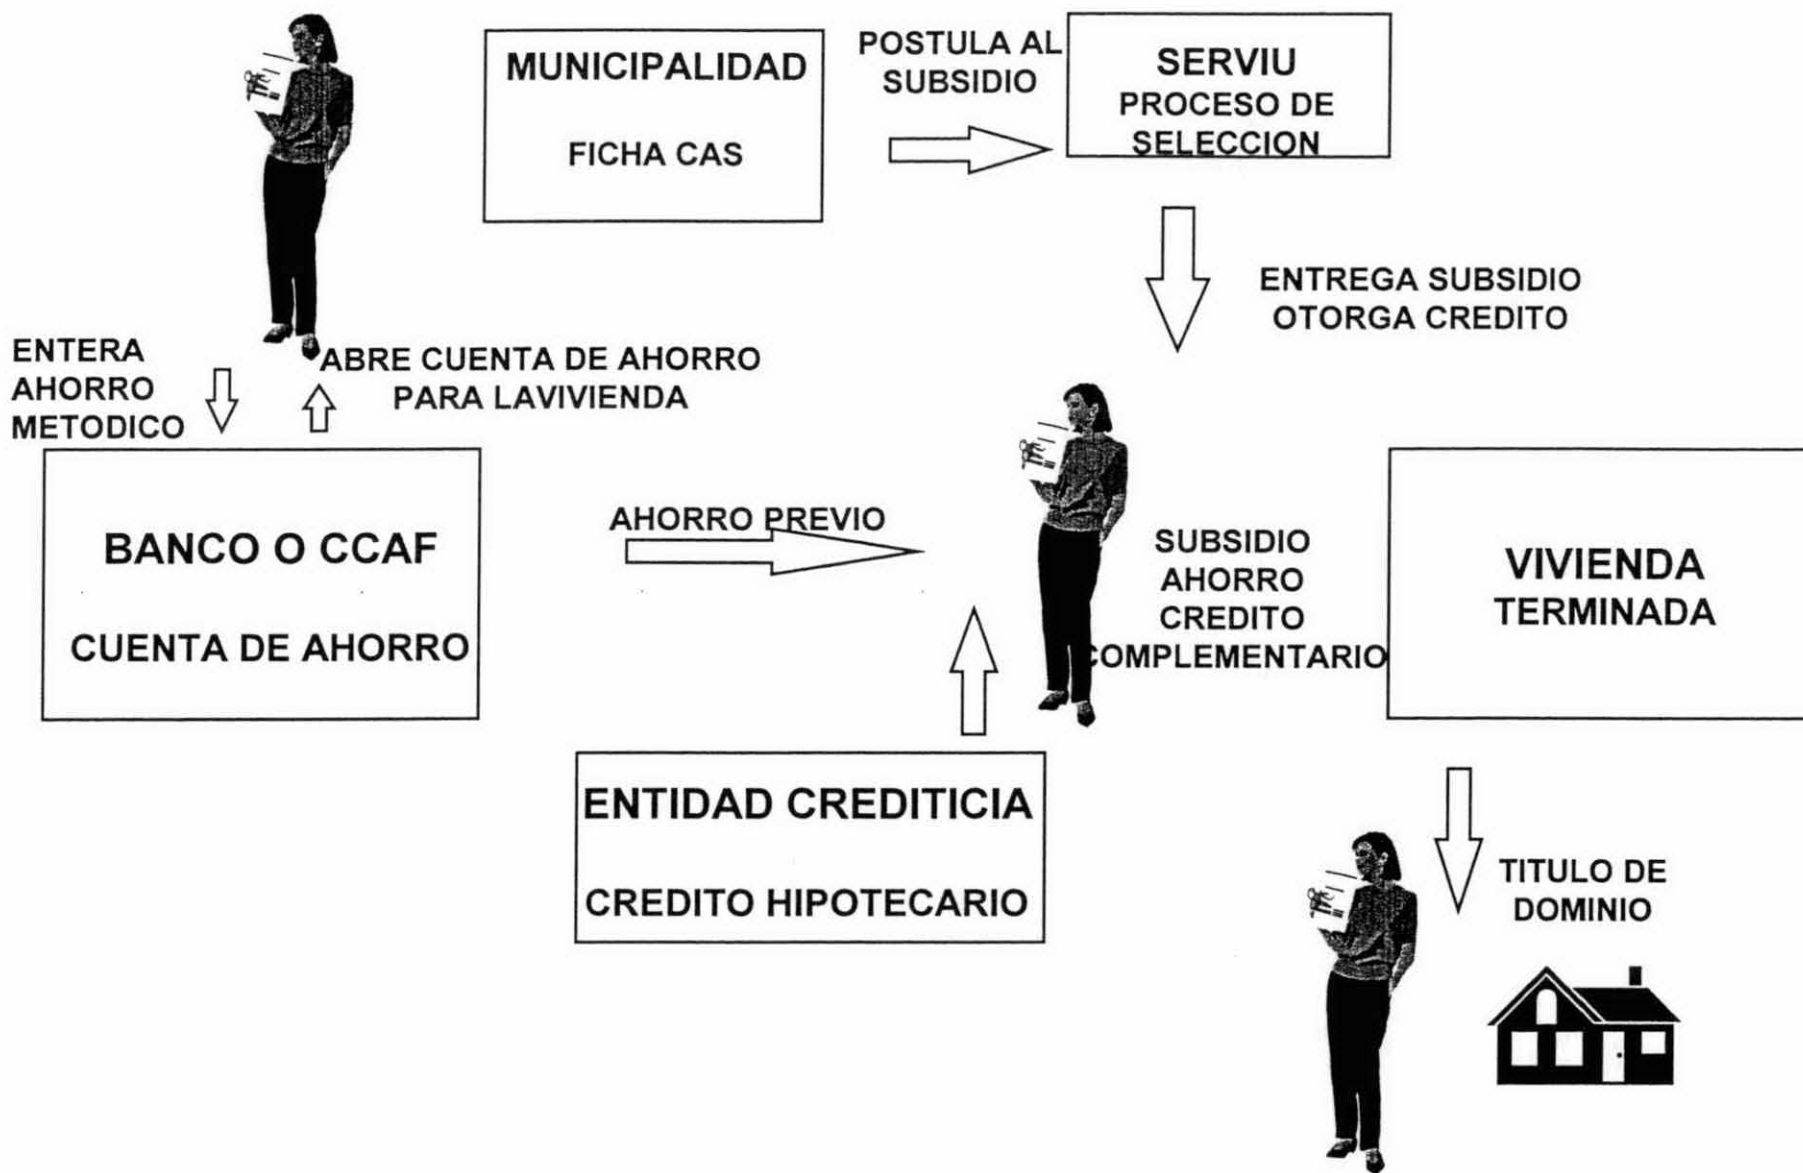 MUNICIPALIDAD
FICHA CAS
POSTULA AL
SUBSIDIO
SERVIU
PROCESO DE
SELECCION
ENTREGA SUBSIDIO
OTORGA CREDITO
ENTERA
AHORRO
METODICO
ABRE CUENTA DE AHORRO
PARA LAVIVIENDA
BANCO O CCAF
CUENTA DE AHORRO
AHORRO PREVIO
SUBSIDIO
AHORRO
CREDITO
COMPLEMENTARIO
VIVIENDA
TERMINADA
ENTIDAD CREDITICIA
CREDITO HIPOTECARIO
TITULO DE
DOMINIO